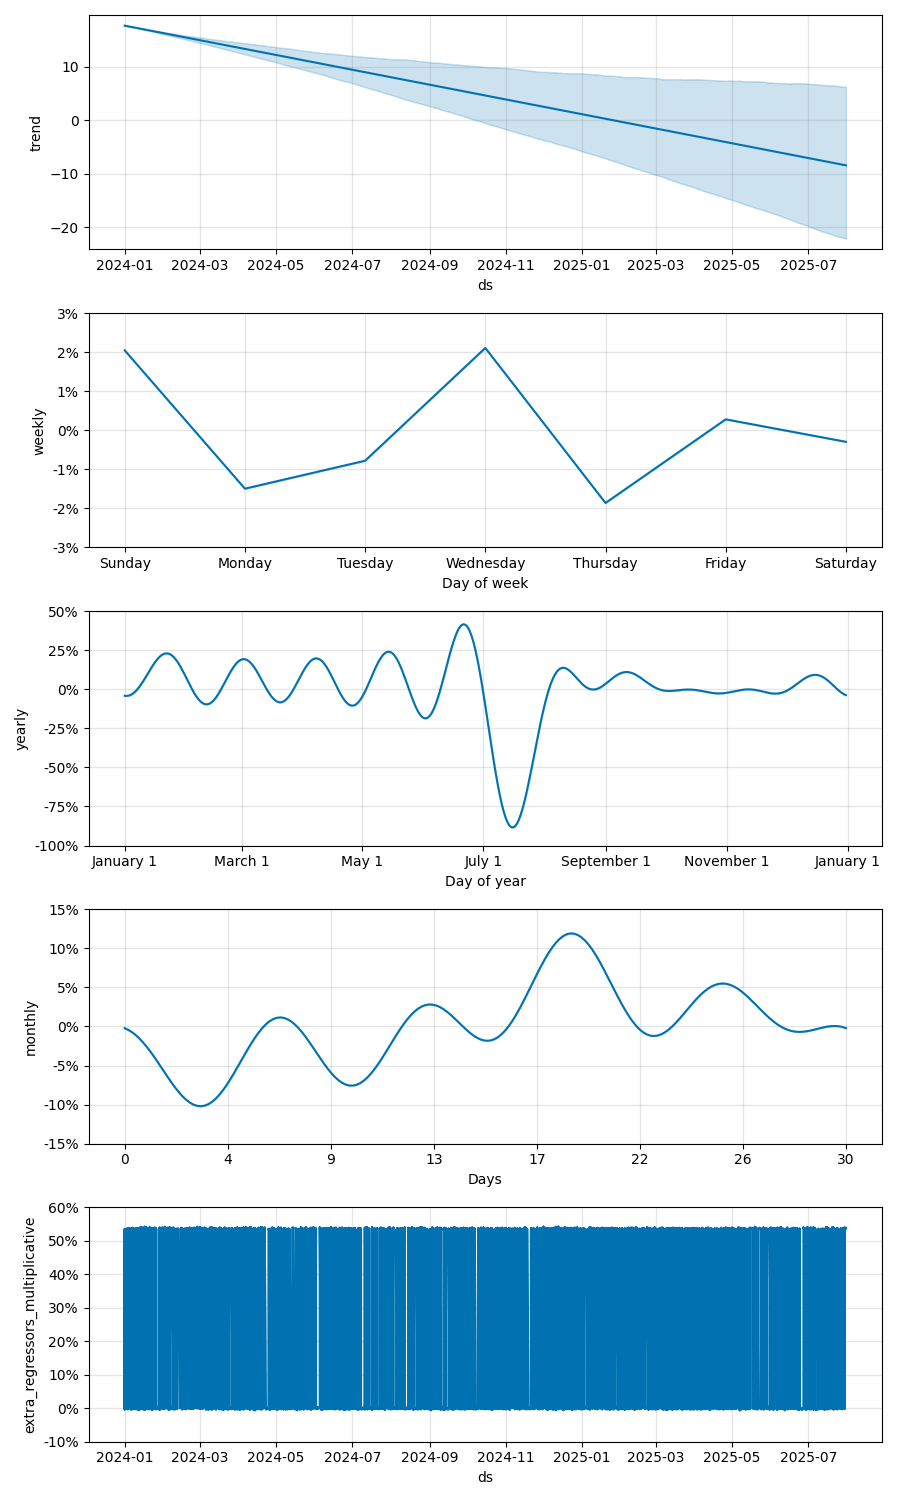 trend
10
0
−10
−20
2024-01 2024-03 2024-05 2024-07 2024-09 2024-11 2025-01 2025-03 2025-05 2025-07
ds
weekly
3%
2%
1%
0%
-1%
-2%
-3%
Sunday Monday Tuesday Wednesday Thursday Friday Saturday
Day of week
yearly
50%
25%
0%
-25%
-50%
-75%
-100%
January 1 March 1 May 1 July 1 September 1 November 1 January 1
Day of year
monthly
15%
10%
5%
0%
-5%
-10%
-15%
0 4 9 13 17 22 26 30
Days
extra_regressors_multiplicative
60%
50%
40%
30%
20%
10%
0%
-10%
2024-01 2024-03 2024-05 2024-07 2024-09 2024-11 2025-01 2025-03 2025-05 2025-07
ds